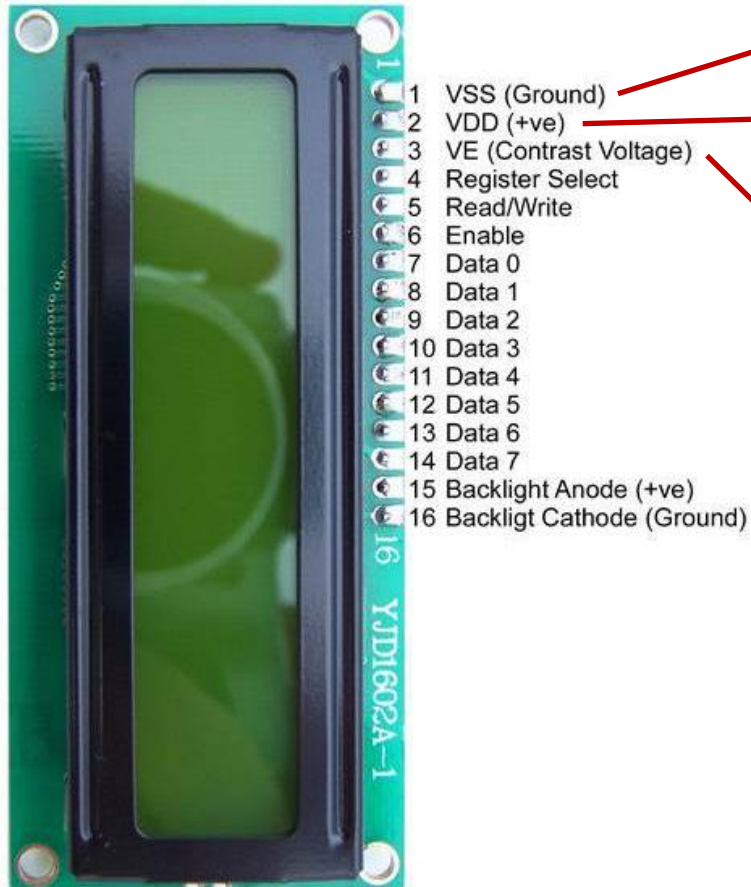 1
1 VSS (Ground)
2 VDD (+ve)
3 VE (Contrast Voltage)
4 Register Select
5 Read/Write
6 Enable
7 Data 0
8 Data 1
9 Data 2
10 Data 3
11 Data 4
12 Data 5
13 Data 6
14 Data 7
15 Backlight Anode (+ve)
16 Backligt Cathode (Ground)
16
YJD1602A-1